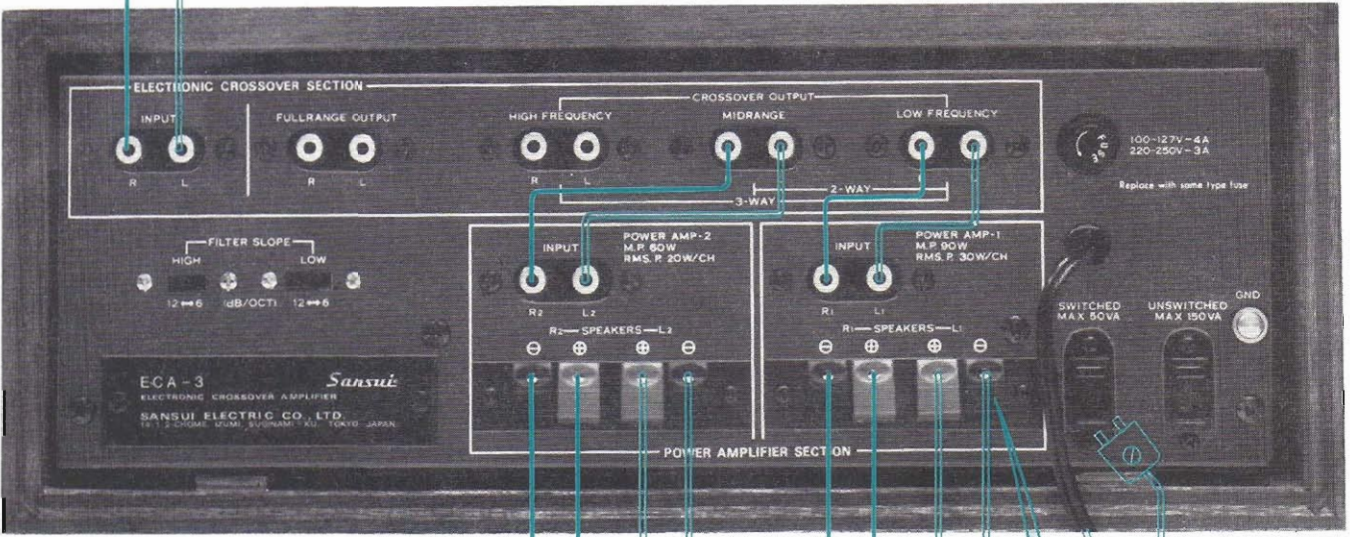 ELECTRONIC CROSSOVER SECTION
INPUT
R L
FULLRANGE OUTPUT
R L
CROSSOVER OUTPUT
HIGH FREQUENCY
R L
MIDRANGE
LOW FREQUENCY
2-WAY
3-WAY
FUSE
100-127V-4A
220-250V-3A
Replace with same type fuse
FILTER SLOPE
HIGH LOW
12↔6 (dB/OCT) 12↔6
ECA-3 Sansui
ELECTRONIC CROSSOVER AMPLIFIER
SANSUI ELECTRIC CO., LTD.
TOKYO JAPAN
INPUT
R2 L2
POWER AMP-2
M.P. 60W
RMS. P. 20W/CH
R2—SPEAKERS—L2
⊖ ⊕ ⊕ ⊖
INPUT
R1 L1
POWER AMP-1
M.P. 90W
RMS. P. 30W/CH
R1—SPEAKERS—L1
⊖ ⊕ ⊕ ⊖
POWER AMPLIFIER SECTION
SWITCHED
MAX 50VA
UNSWITCHED
MAX 150VA
GND